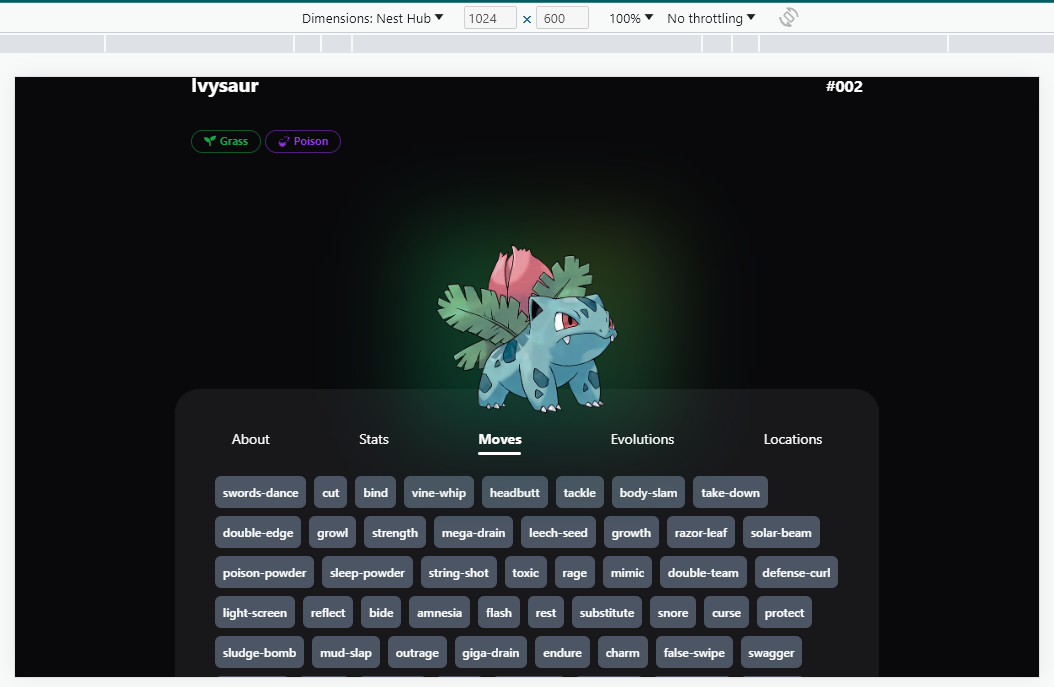 Dimensions: Nest Hub 1024 × 600 100% No throttling
Ivysaur #002
Grass Poison
About Stats Moves Evolutions Locations
swords-dance cut bind vine-whip headbutt tackle body-slam take-down
double-edge growl strength mega-drain leech-seed growth razor-leaf solar-beam
poison-powder sleep-powder string-shot toxic rage mimic double-team defense-curl
light-screen reflect bide amnesia flash rest substitute snore curse protect
sludge-bomb mud-slap outrage giga-drain endure charm false-swipe swagger